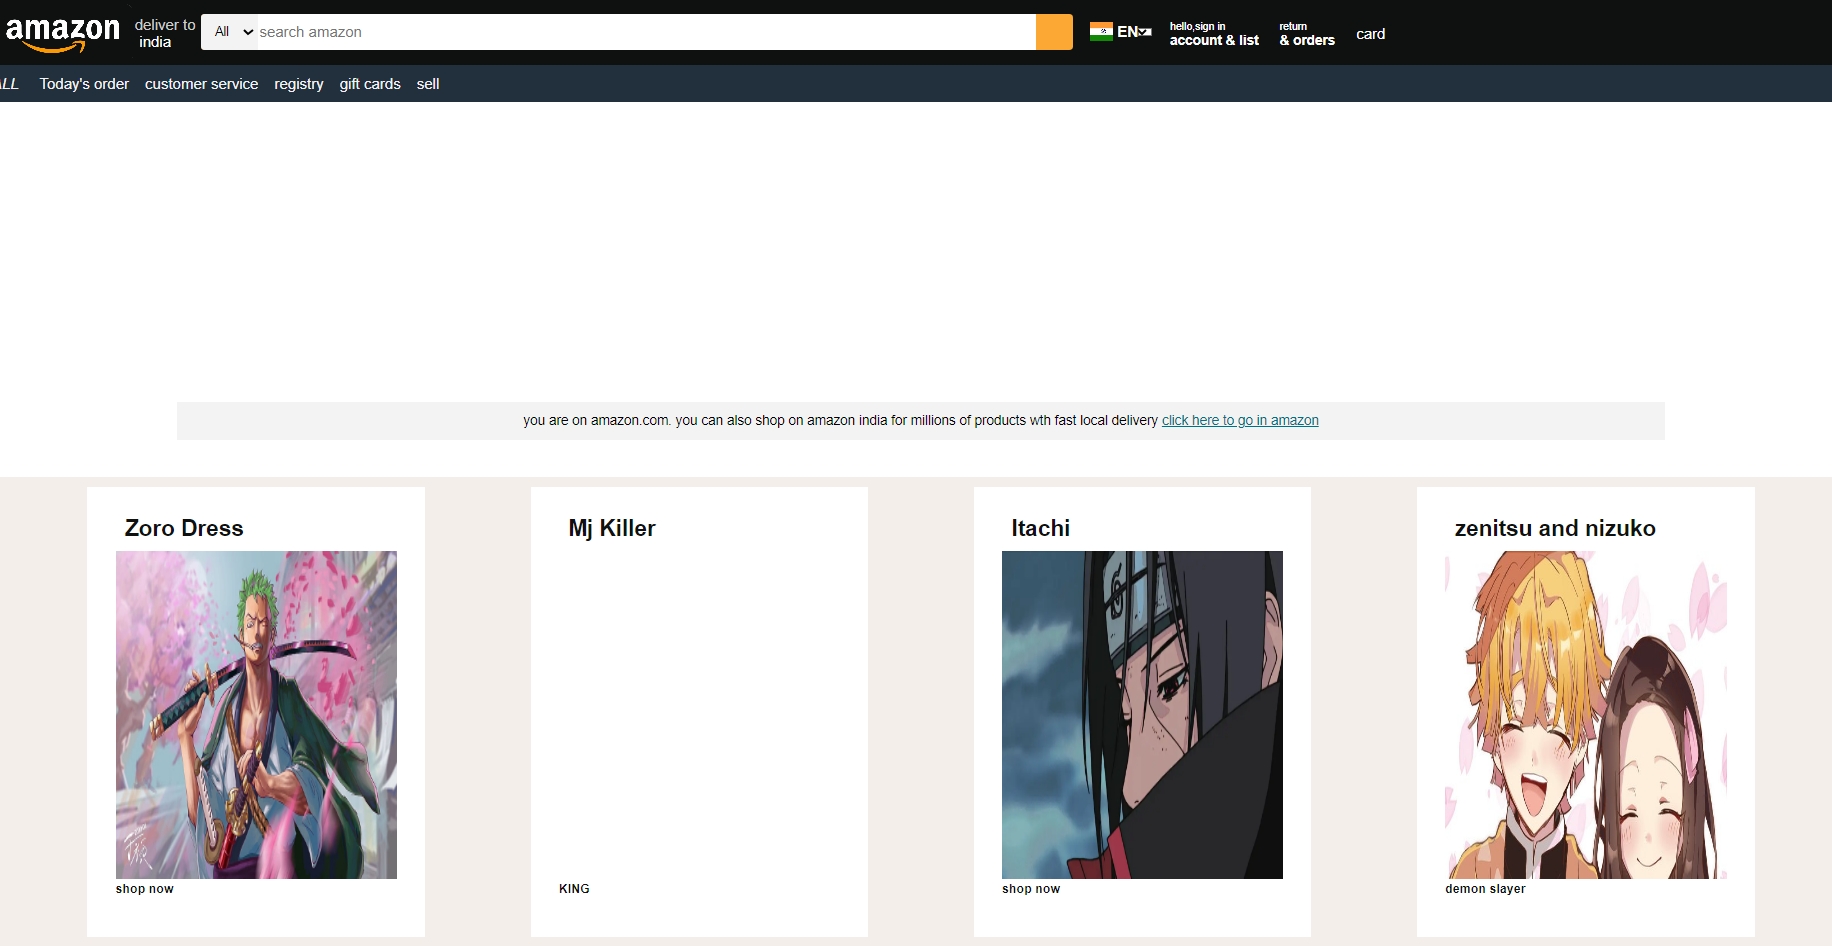 amazon
deliver to
india
All
search amazon
EN
hello,sign in
account & list
return
& orders
card
ALL
Today's order
customer service
registry
gift cards
sell
you are on amazon.com. you can also shop on amazon india for millions of products wth fast local delivery click here to go in amazon
Zoro Dress
Mj Killer
Itachi
zenitsu and nizuko
shop now
KING
shop now
demon slayer